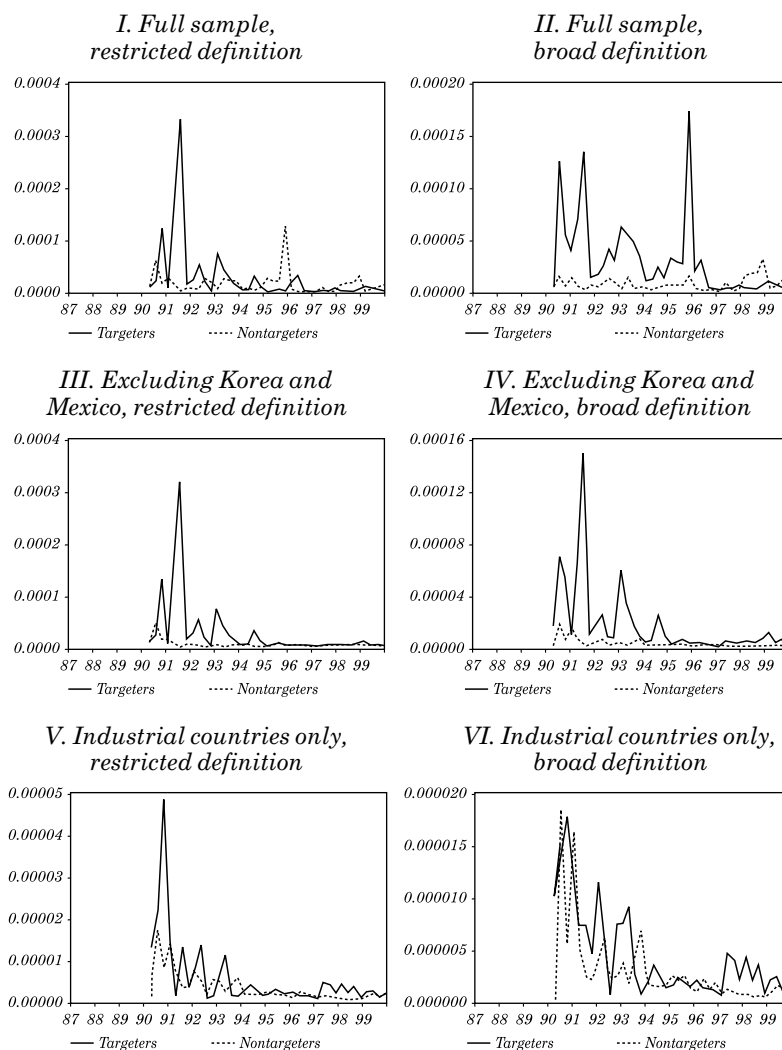 I. Full sample,
restricted definition
0.0004
0.0003
0.0002
0.0001
0.0000
87 88 89 90 91 92 93 94 95 96 97 98 99
Targeters Nontargeters
II. Full sample,
broad definition
0.00020
0.00015
0.00010
0.00005
0.00000
87 88 89 90 91 92 93 94 95 96 97 98 99
Targeters Nontargeters
III. Excluding Korea and
Mexico, restricted definition
0.0004
0.0003
0.0002
0.0001
0.0000
87 88 89 90 91 92 93 94 95 96 97 98 99
Targeters Nontargeters
IV. Excluding Korea and
Mexico, broad definition
0.00016
0.00012
0.00008
0.00004
0.00000
87 88 89 90 91 92 93 94 95 96 97 98 99
Targeters Nontargeters
V. Industrial countries only,
restricted definition
0.00005
0.00004
0.00003
0.00002
0.00001
0.00000
87 88 89 90 91 92 93 94 95 96 97 98 99
Targeters Nontargeters
VI. Industrial countries only,
broad definition
0.000020
0.000015
0.000010
0.000005
0.000000
87 88 89 90 91 92 93 94 95 96 97 98 99
Targeters Nontargeters